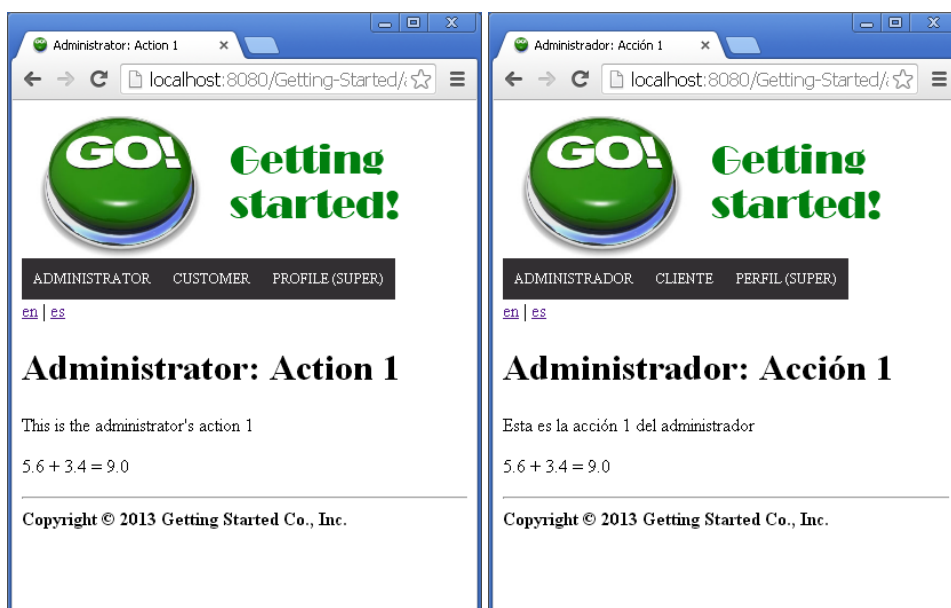 Administrator: Action 1
localhost:8080/Getting-Started/
GO!
Getting
started!
ADMINISTRATOR CUSTOMER PROFILE (SUPER)
en | es
Administrator: Action 1
This is the administrator's action 1
5.6 + 3.4 = 9.0
Copyright © 2013 Getting Started Co., Inc.
Administrador: Acción 1
localhost:8080/Getting-Started/
GO!
Getting
started!
ADMINISTRADOR CLIENTE PERFIL (SUPER)
en | es
Administrador: Acción 1
Esta es la acción 1 del administrador
5.6 + 3.4 = 9.0
Copyright © 2013 Getting Started Co., Inc.